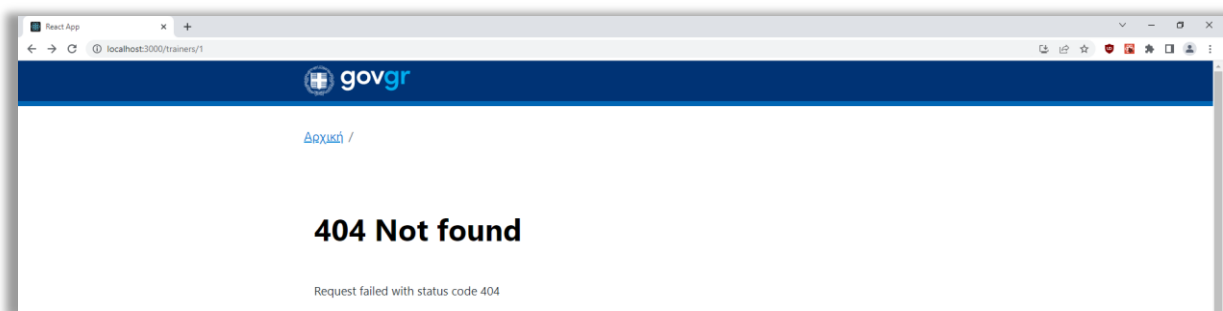 React App
localhost:3000/trainers/1
govgr
Αρχική /
404 Not found
Request failed with status code 404